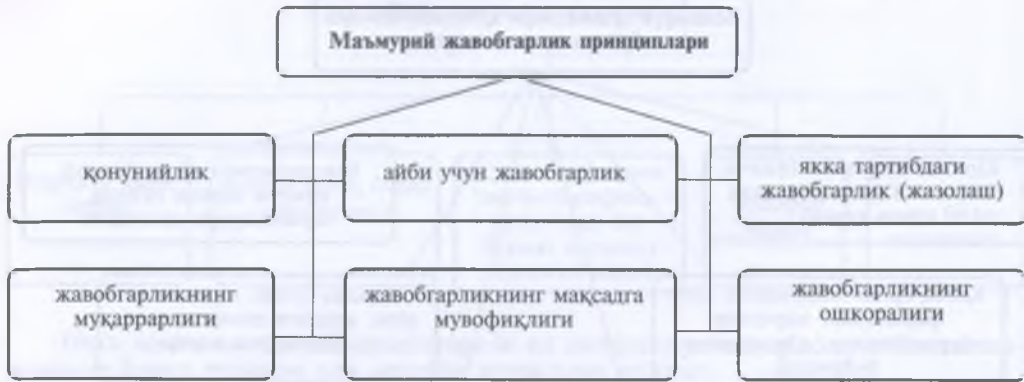 Маъмурий жавобгарлик принциплари
қонунийлик
айби учун жавобгарлик
якка тартибдаги
жавобгарлик (жазолаш)
жавобгарликнинг
муқаррарлиги
жавобгарликнинг мақсадга
мувофиқлиги
жавобгарликнинг
ошкоралиги